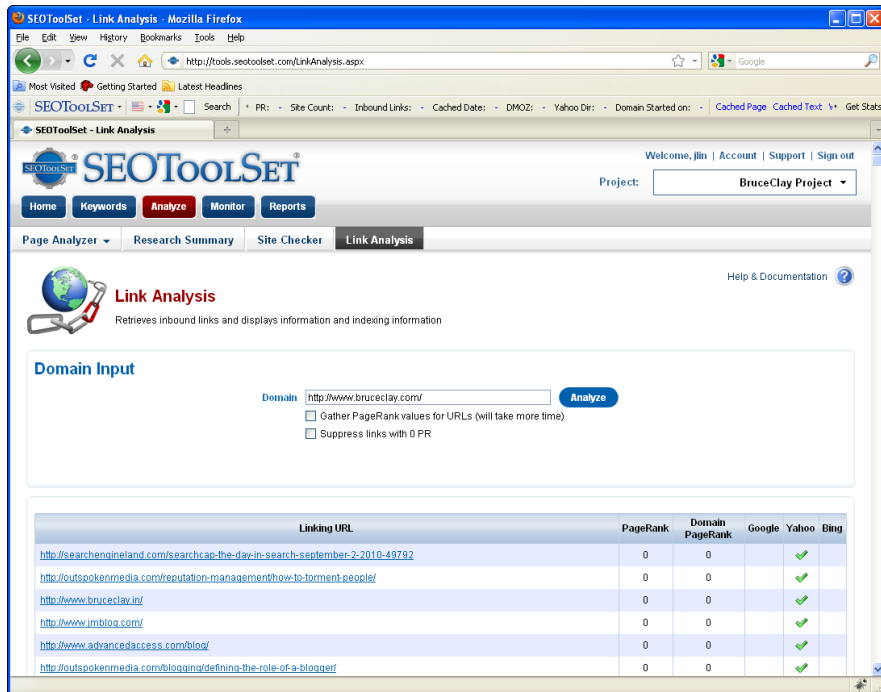 SEOToolSet - Link Analysis - Mozilla Firefox
File Edit View History Bookmarks Tools Help
http://tools.seotoolset.com/LinkAnalysis.aspx Google
Most Visited Getting Started Latest Headlines
SEOToolSet Search PR: - Site Count: - Inbound Links: - Cached Date: - DMOZ: - Yahoo Dir: - Domain Started on: - Cached Page Cached Text Get Stats
SEOToolSet - Link Analysis
Welcome, jlin | Account | Support | Sign out
SEOToolSet SEOToolSet®
Project: BruceClay Project
Home Keywords Analyze Monitor Reports
Page Analyzer Research Summary Site Checker Link Analysis
Help & Documentation ?
Link Analysis
Retrieves inbound links and displays information and indexing information
Domain Input
Domain http://www.bruceclay.com/ Analyze
Gather PageRank values for URLs (will take more time)
Suppress links with 0 PR
Linking URL PageRank Domain PageRank Google Yahoo Bing
http://searchengineland.com/searchcap-the-day-in-search-september-2-2010-49792 0 0
http://outspokenmedia.com/reputation-management/how-to-torment-people/ 0 0
http://www.bruceclay.in/ 0 0
http://www.jmblog.com/ 0 0
http://www.advancedaccess.com/blog/ 0 0
http://outspokenmedia.com/blogging/defining-the-role-of-a-blogger/ 0 0